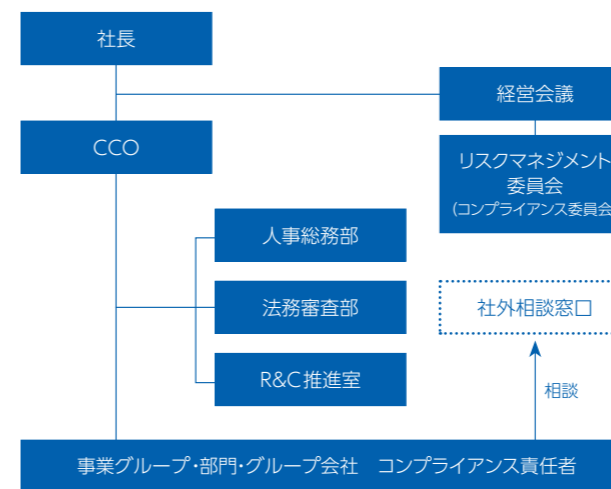 社長
経営会議
CCO
リスクマネジメント
委員会
(コンプライアンス委員会
人事総務部
法務審査部
社外相談窓口
R&C推進室
相談
事業グループ・部門・グループ会社　コンプライアンス責任者